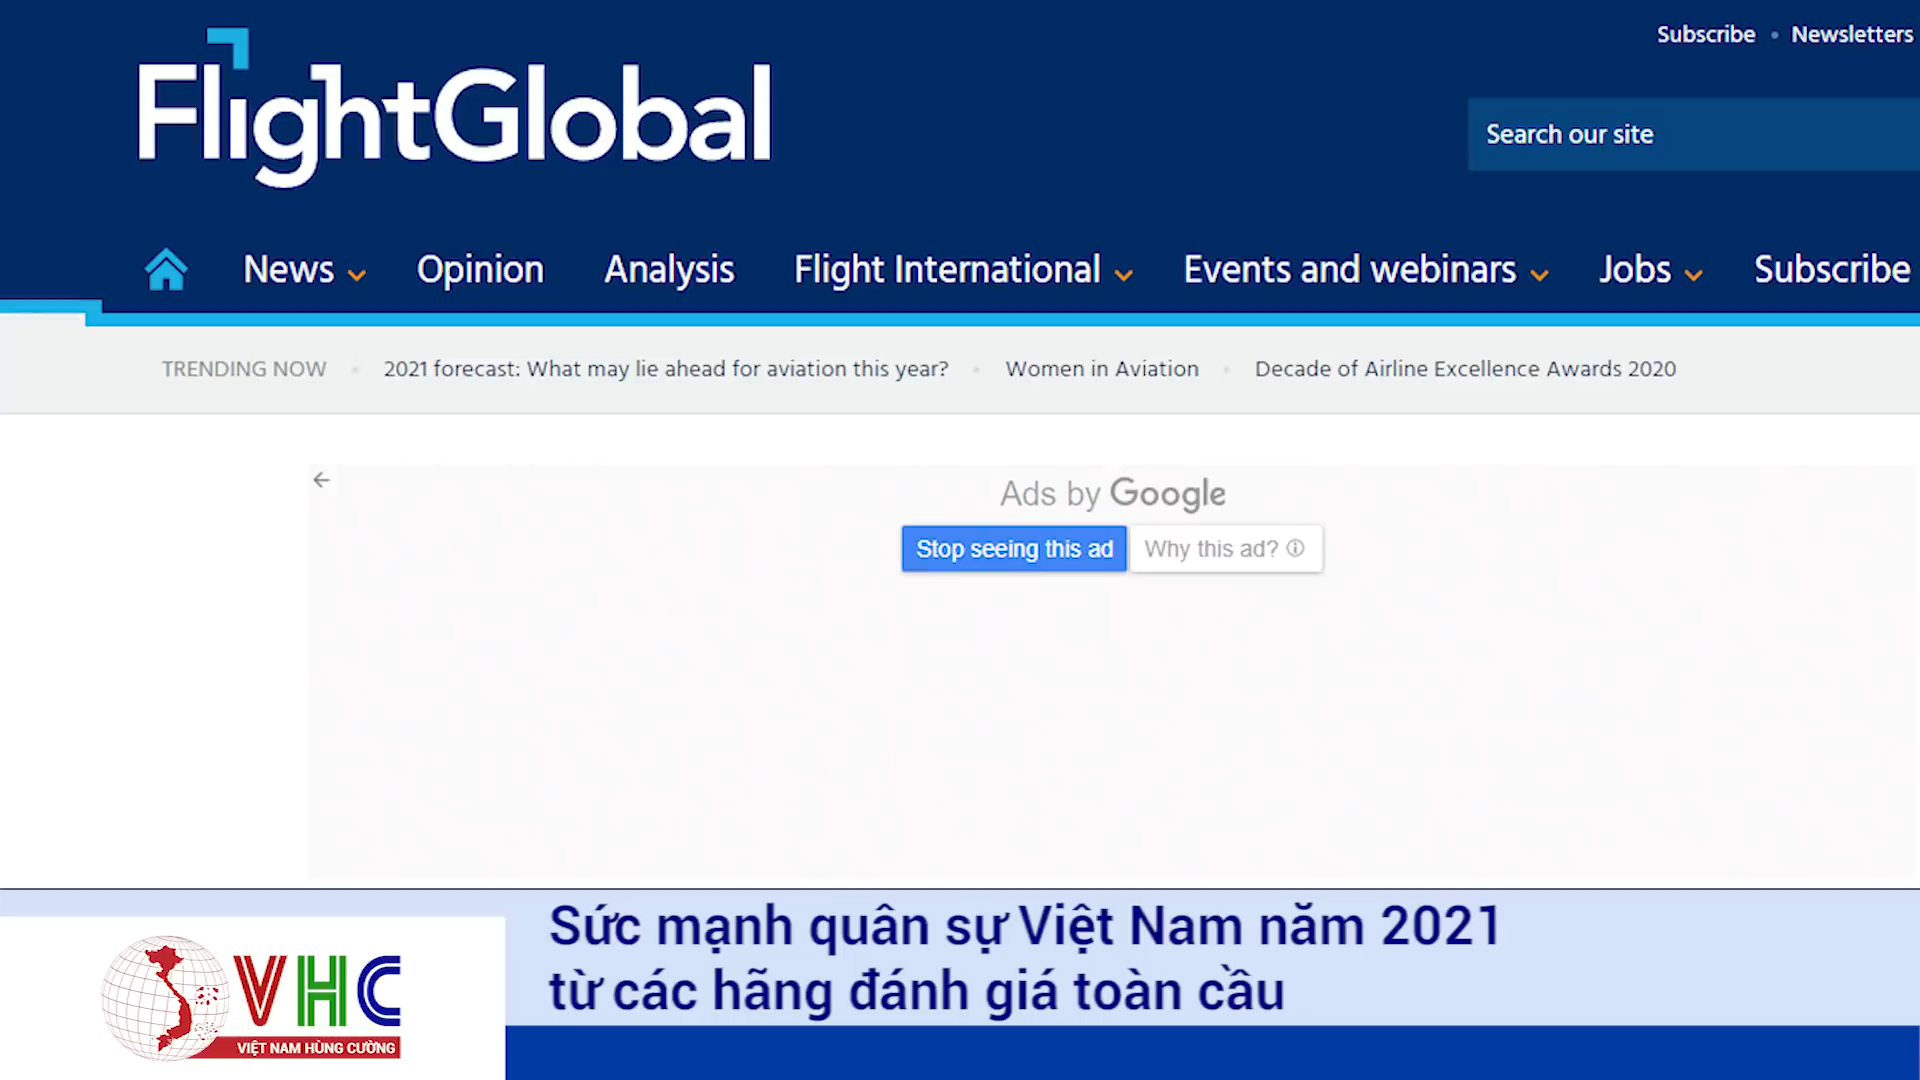 Subscribe • Newsletters
FlightGlobal
Search our site
News Opinion Analysis Flight International Events and webinars Jobs Subscribe
TRENDING NOW • 2021 forecast: What may lie ahead for aviation this year? • Women in Aviation • Decade of Airline Excellence Awards 2020
Ads by Google
Stop seeing this ad Why this ad?
Sức mạnh quân sự Việt Nam năm 2021
từ các hãng đánh giá toàn cầu
VHC
VIỆT NAM HÙNG CƯỜNG